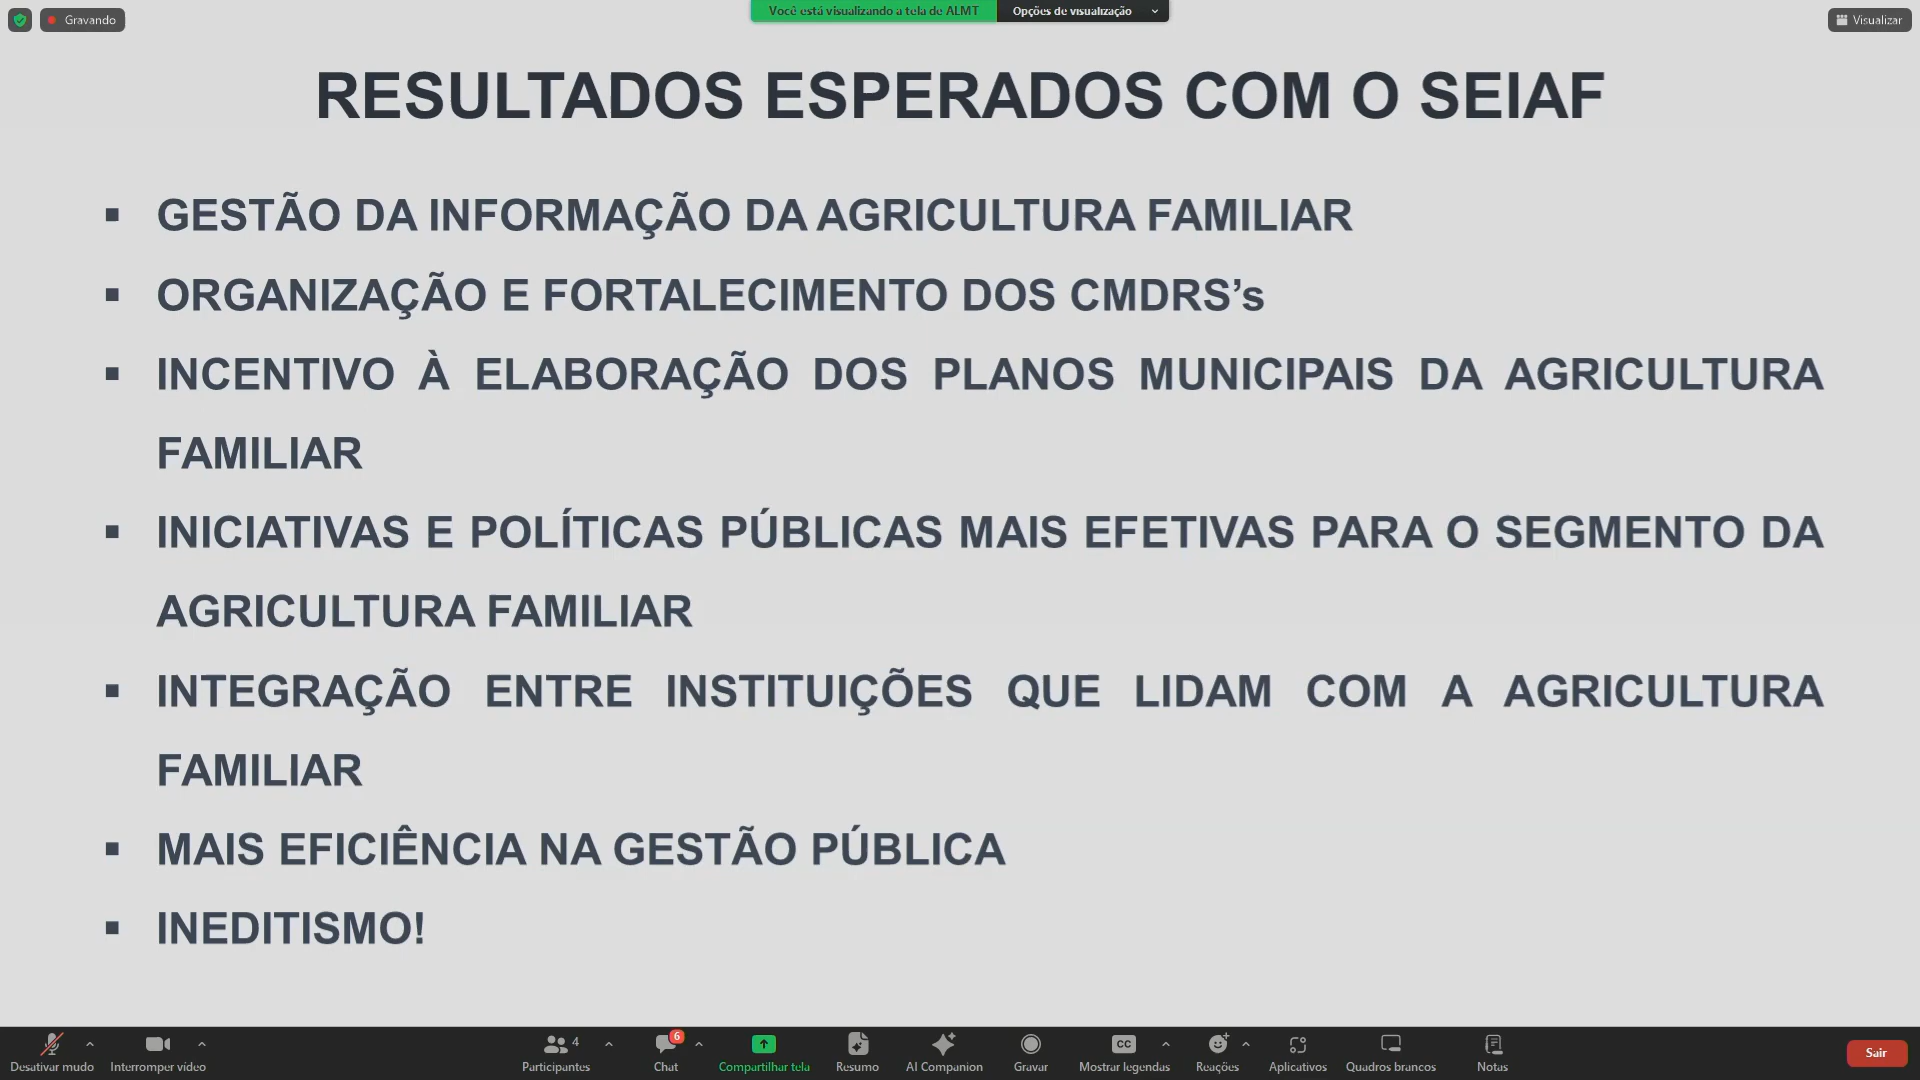 Gravando
Você está visualizando a tela de ALMT
Opções de visualização
Visualizar
RESULTADOS ESPERADOS COM O SEIAF
▪ GESTÃO DA INFORMAÇÃO DA AGRICULTURA FAMILIAR
▪ ORGANIZAÇÃO E FORTALECIMENTO DOS CMDRS’s
▪ INCENTIVO À ELABORAÇÃO DOS PLANOS MUNICIPAIS DA AGRICULTURA
FAMILIAR
▪ INICIATIVAS E POLÍTICAS PÚBLICAS MAIS EFETIVAS PARA O SEGMENTO DA
AGRICULTURA FAMILIAR
▪ INTEGRAÇÃO ENTRE INSTITUIÇÕES QUE LIDAM COM A AGRICULTURA
FAMILIAR
▪ MAIS EFICIÊNCIA NA GESTÃO PÚBLICA
▪ INEDITISMO!
Desativar mudo
Interromper vídeo
4
Participantes
6
Chat
Compartilhar tela
Resumo
AI Companion
Gravar
CC
Mostrar legendas
Reações
Aplicativos
Quadros brancos
Notas
Sair